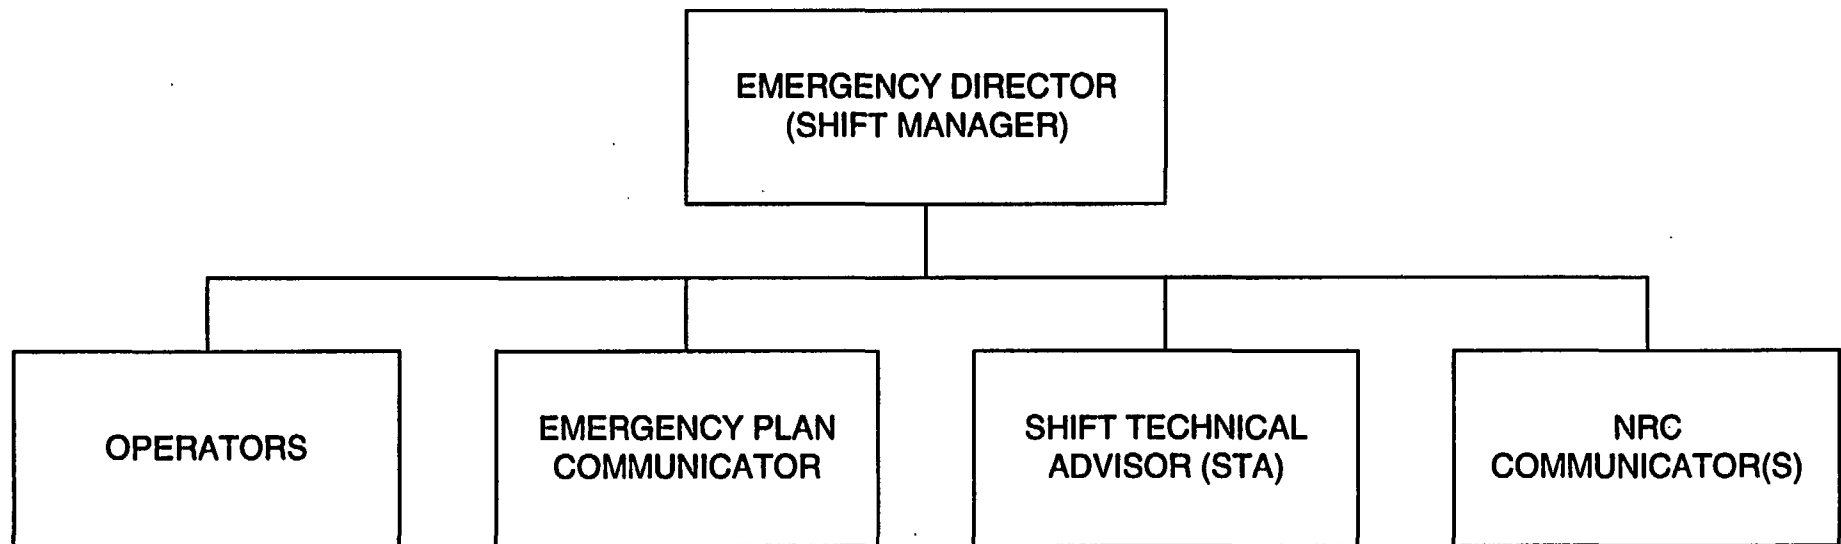 EMERGENCY DIRECTOR
(SHIFT MANAGER)
OPERATORS
EMERGENCY PLAN
COMMUNICATOR
SHIFT TECHNICAL
ADVISOR (STA)
NRC
COMMUNICATOR(S)